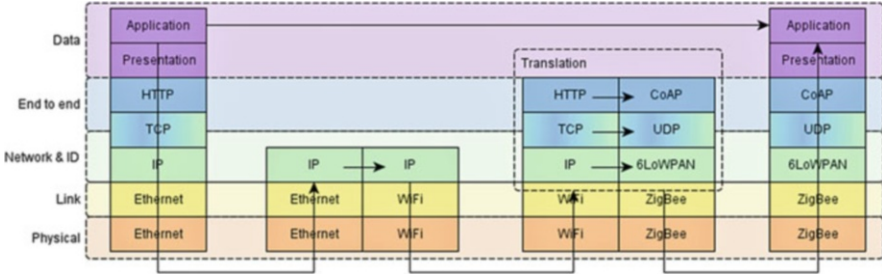 Data
End to end
Network & ID
Link
Physical
Application
Presentation
HTTP
TCP
IP
Ethernet
Ethernet
IP IP
Ethernet WiFi
Ethernet WiFi
Translation
HTTP CoAP
TCP UDP
IP 6LoWPAN
WiFi ZigBee
WiFi ZigBee
Application
Presentation
CoAP
UDP
6LoWPAN
ZigBee
ZigBee